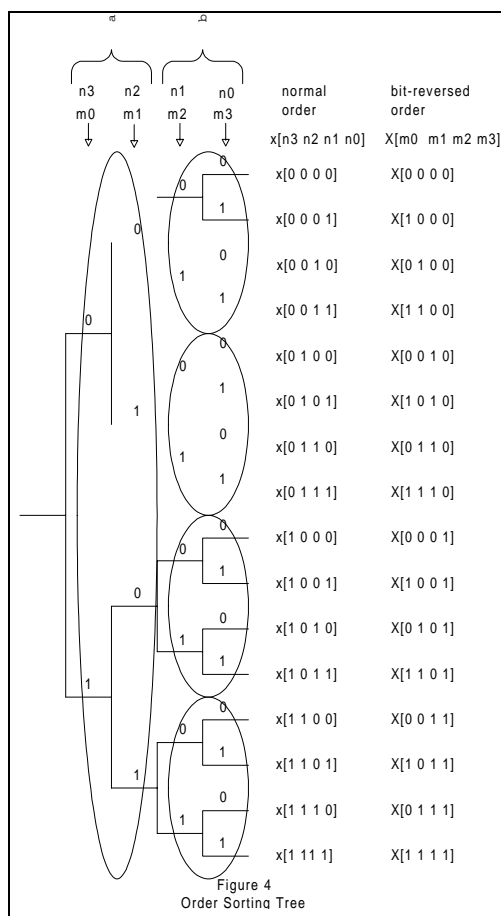 a b
n3 n2 n1 n0 normal bit-reversed
m0 m1 m2 m3 order order
x[n3 n2 n1 n0] X[m0 m1 m2 m3]
0
0 x[0 0 0 0] X[0 0 0 0]
1 x[0 0 0 1] X[1 0 0 0]
0
0 x[0 0 1 0] X[0 1 0 0]
1
1 x[0 0 1 1] X[1 1 0 0]
0
0 x[0 1 0 0] X[0 0 1 0]
1 x[0 1 0 1] X[1 0 1 0]
1
0 x[0 1 1 0] X[0 1 1 0]
1
1 x[0 1 1 1] X[1 1 1 0]
0
0 x[1 0 0 0] X[0 0 0 1]
1 x[1 0 0 1] X[1 0 0 1]
0
0 x[1 0 1 0] X[0 1 0 1]
1
1 x[1 0 1 1] X[1 1 0 1]
1
0
0 x[1 1 0 0] X[0 0 1 1]
1 x[1 1 0 1] X[1 0 1 1]
1
0 x[1 1 1 0] X[0 1 1 1]
1
1 x[1 11 1] X[1 1 1 1]
Figure 4
Order Sorting Tree